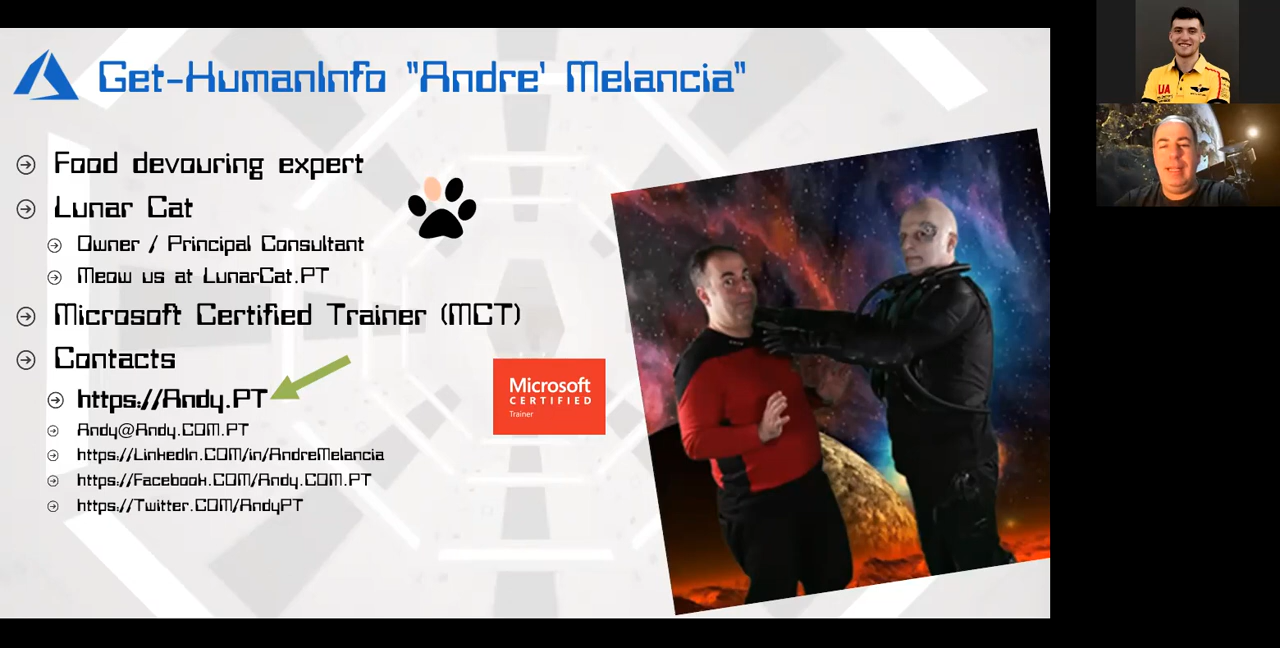 Get-HumanInfo "Andre' Melancia"
Food devouring expert
Lunar Cat
Owner / Principal Consultant
Meow us at LunarCat.PT
Microsoft Certified Trainer (MCT)
Contacts
https://Andy.PT
Andy@Andy.COM.PT
https://LinkedIn.COM/in/AndreMelancia
https://Facebook.COM/Andy.COM.PT
https://Twitter.COM/AndyPT
Microsoft
CERTIFIED
Trainer
UA